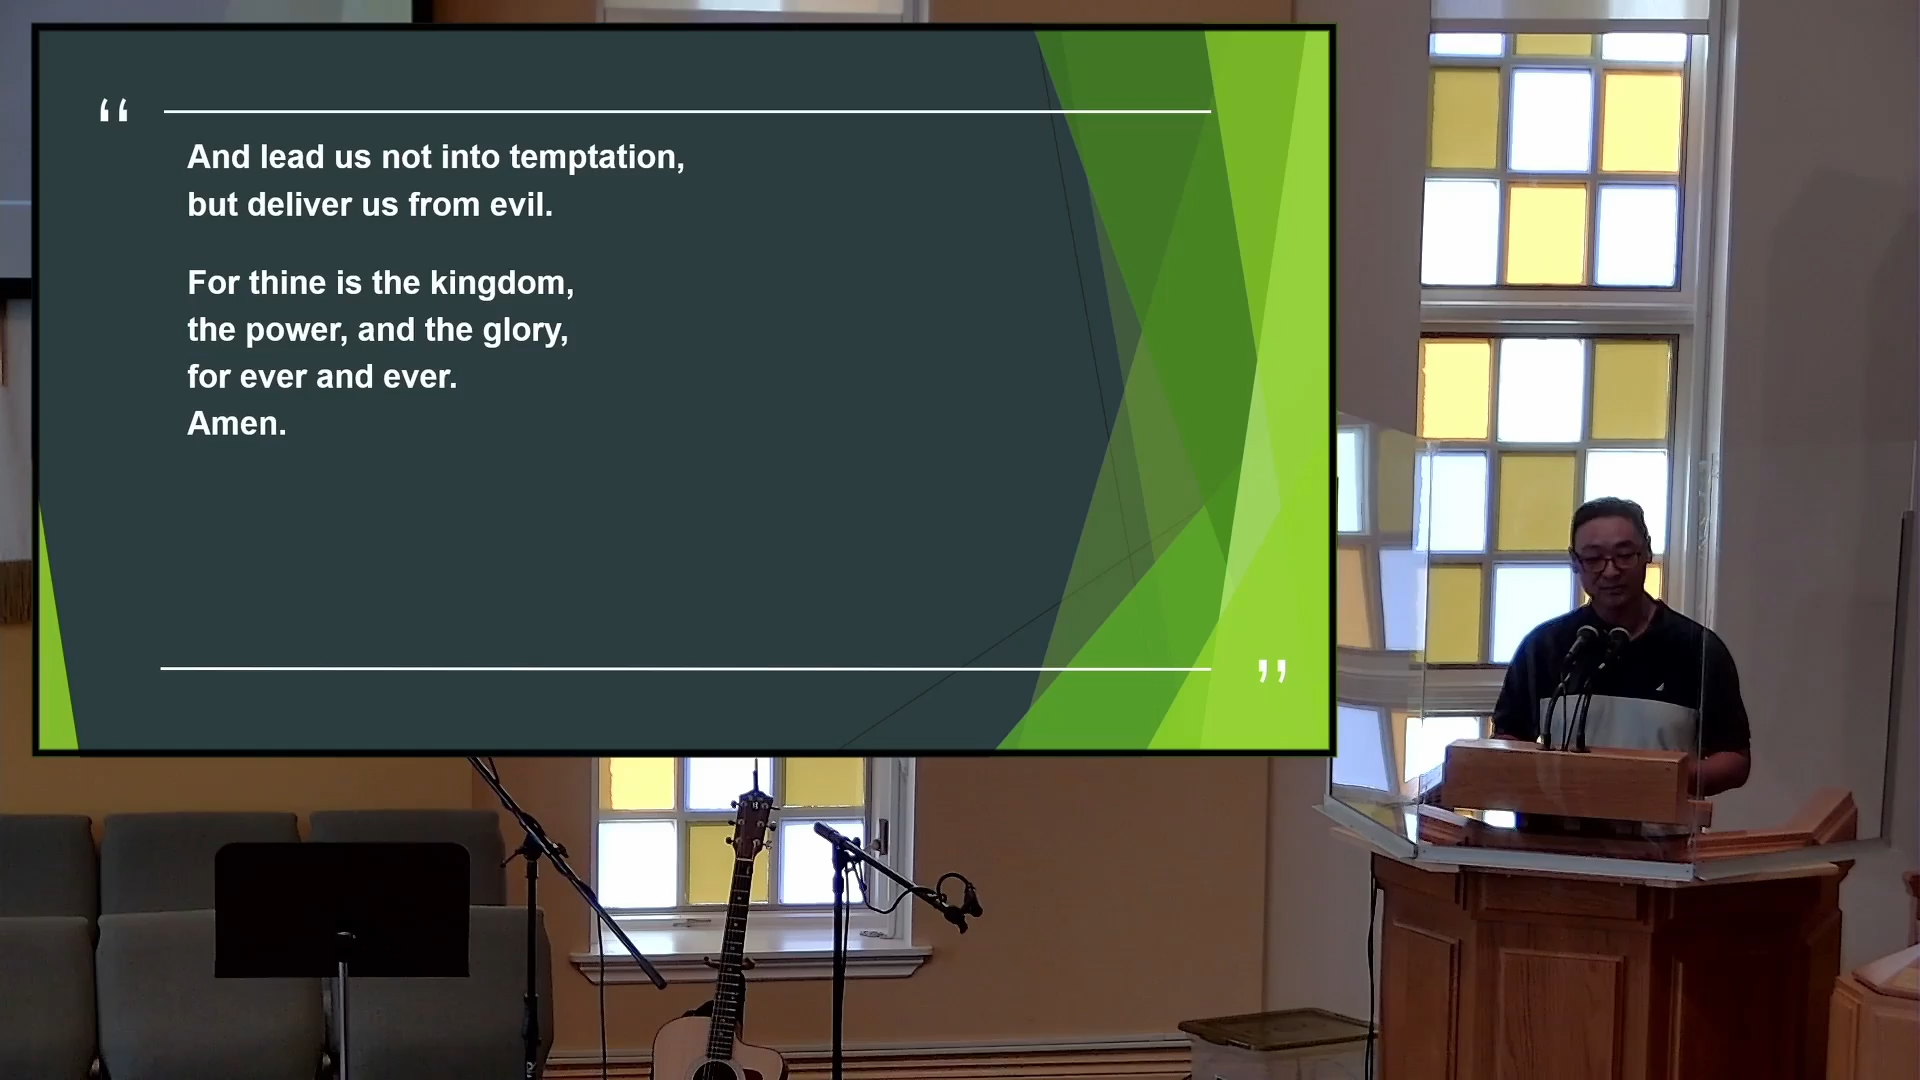 “
And lead us not into temptation,
but deliver us from evil.
For thine is the kingdom,
the power, and the glory,
for ever and ever.
Amen.
”